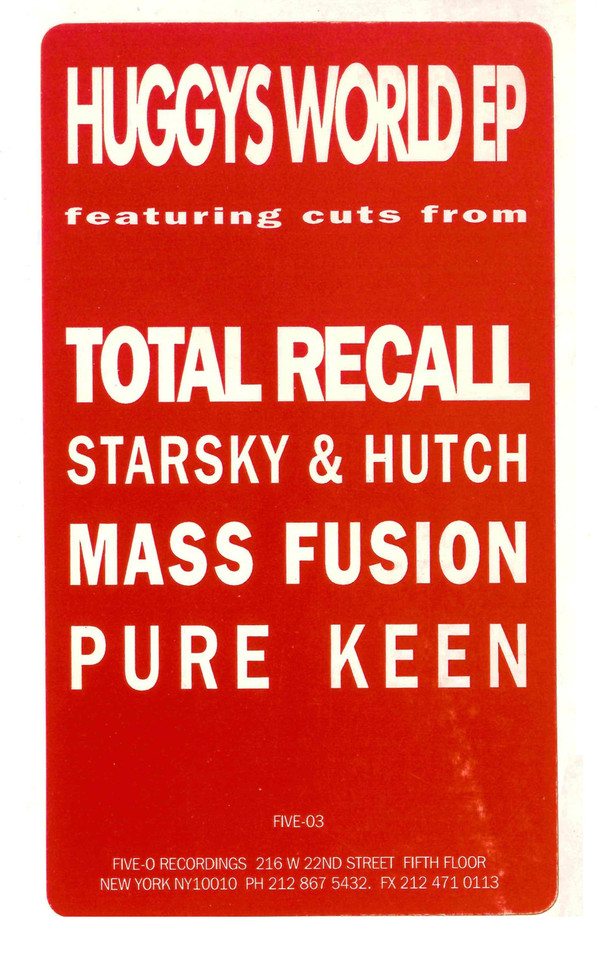 HUGGYS WORLD EP
featuring cuts from
TOTAL RECALL
STARSKY & HUTCH
MASS FUSION
PURE KEEN
FIVE-03
FIVE-O RECORDINGS 216 W 22ND STREET FIFTH FLOOR
NEW YORK NY10010 PH 212 867 5432. FX 212 471 0113